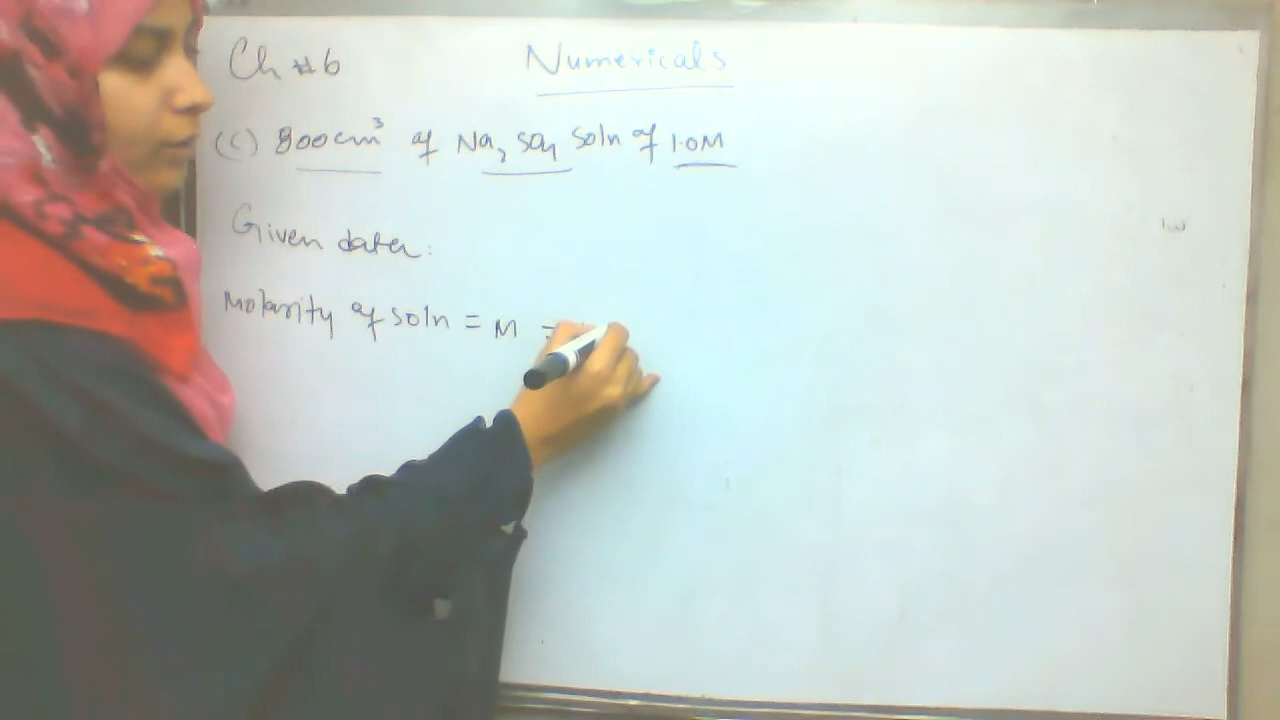 Ch #6
Numericals
(C) 800cm³ of Na₂SO₄ soln of 1.0M
Given data:
Molarity of soln = M =